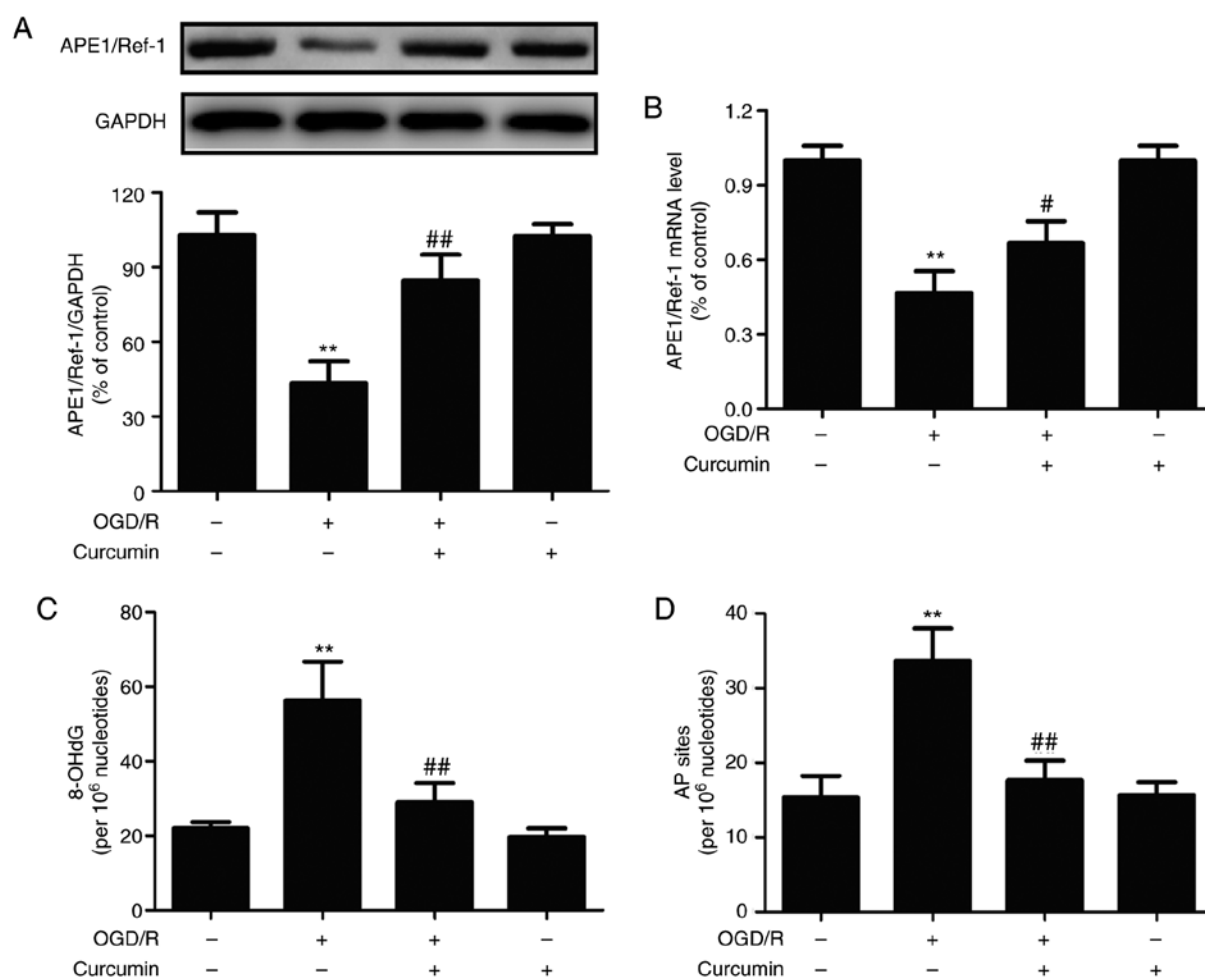 A
APE1/Ref-1
GAPDH
APE1/Ref-1/GAPDH
(% of control)
120
90
60
30
0
**
##
OGD/R − + + −
Curcumin − − + +
B
APE1/Ref-1 mRNA level
(% of control)
1.2
0.9
0.6
0.3
0.0
**
#
OGD/R − + + −
Curcumin − − + +
C
8-OHdG
(per 10⁶ nucleotides)
80
60
40
20
0
**
##
OGD/R − + + −
Curcumin − − + +
D
AP sites
(per 10⁶ nucleotides)
40
30
20
10
0
**
##
OGD/R − + + −
Curcumin − − + +